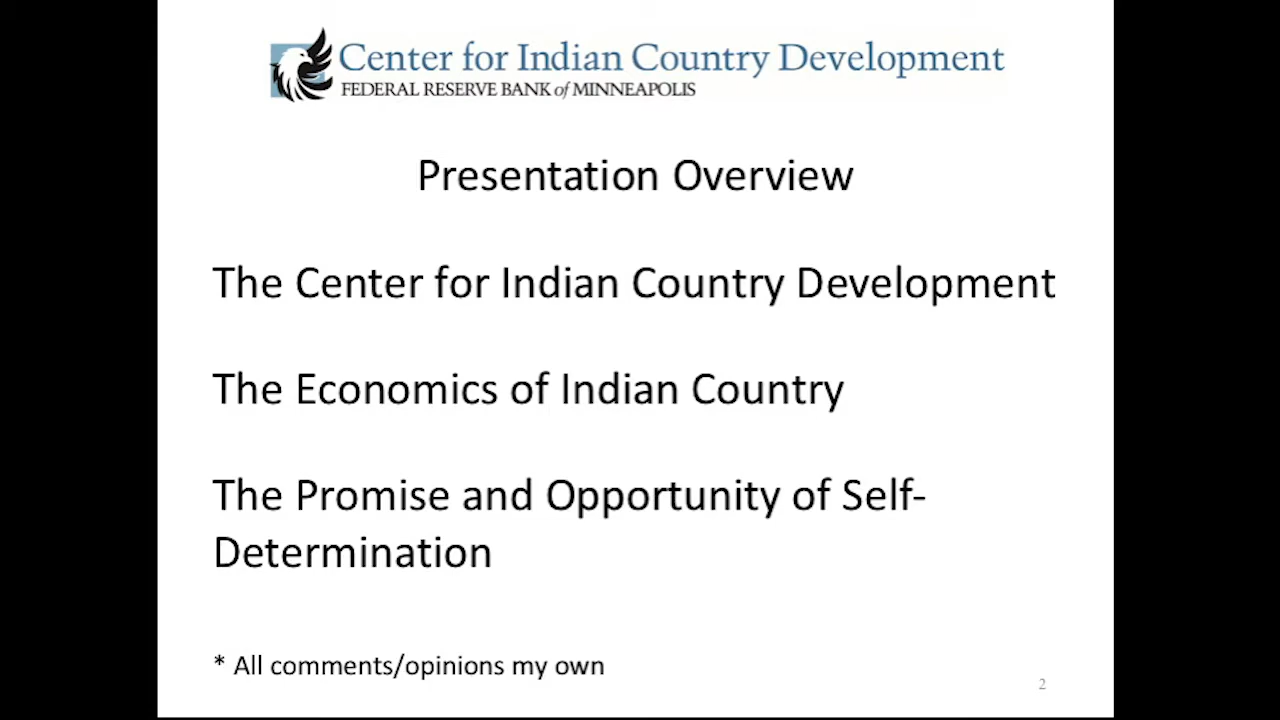 Center for Indian Country Development
FEDERAL RESERVE BANK of MINNEAPOLIS
Presentation Overview
The Center for Indian Country Development
The Economics of Indian Country
The Promise and Opportunity of Self-
Determination
* All comments/opinions my own
2